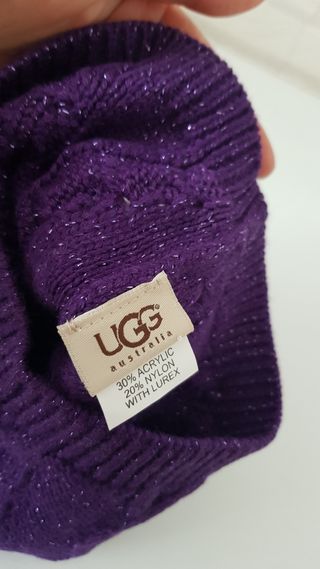 UGG
australia
30% ACRYLIC
20% NYLON
WITH LUREX